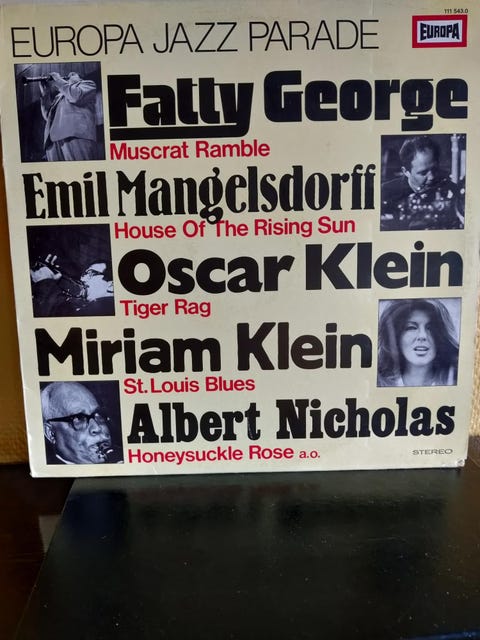 111 543.0
EUROPA JAZZ PARADE
EUROPA
Fatty George
Muscrat Ramble
Emil Mangelsdorff
House Of The Rising Sun
Oscar Klein
Tiger Rag
Miriam Klein
St. Louis Blues
Albert Nicholas
Honeysuckle Rose a.o.
STEREO